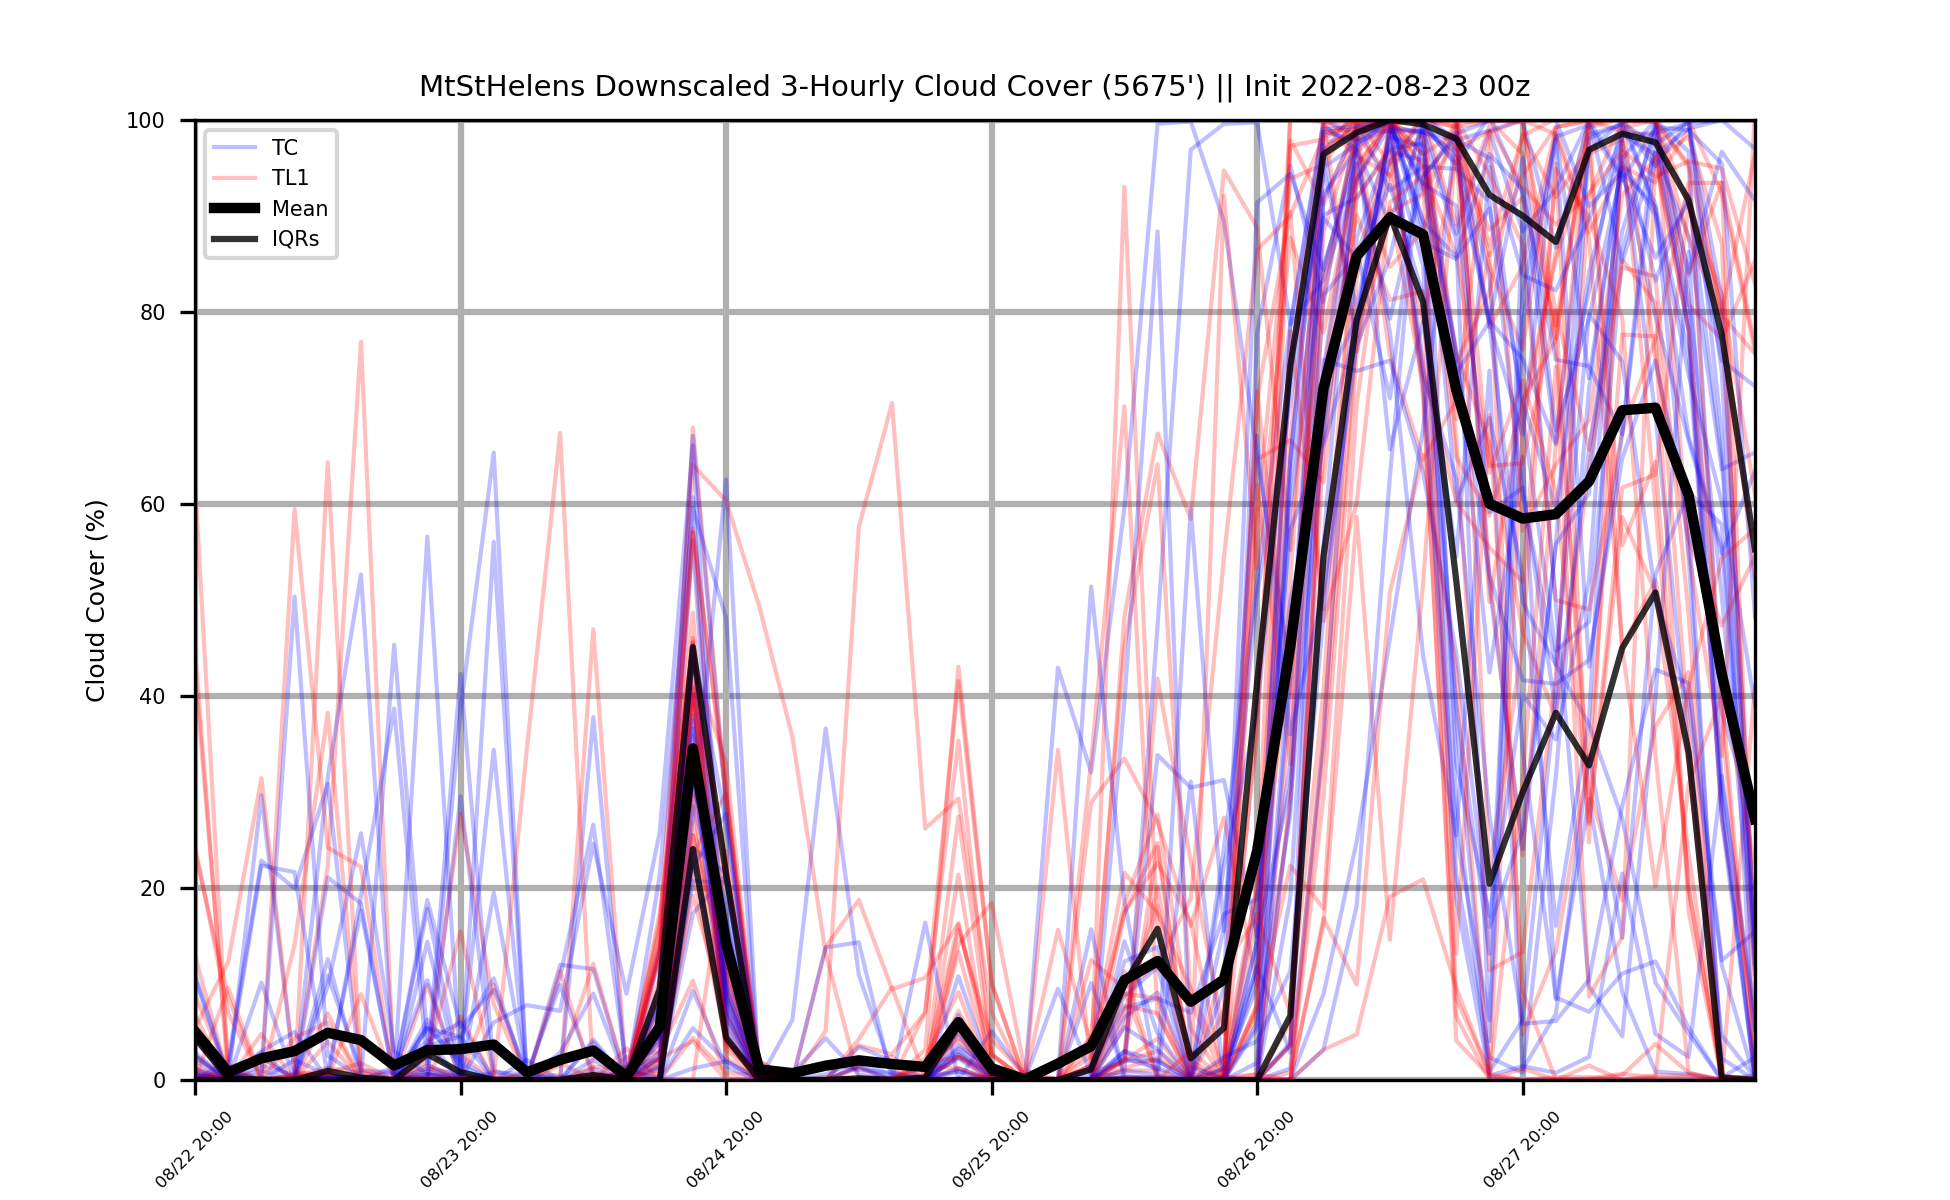 MtStHelens Downscaled 3-Hourly Cloud Cover (5675') || Init 2022-08-23 00z
TC
TL1
Mean
IQRs
Cloud Cover (%)
100
80
60
40
20
0
08/22 20:00
08/23 20:00
08/24 20:00
08/25 20:00
08/26 20:00
08/27 20:00